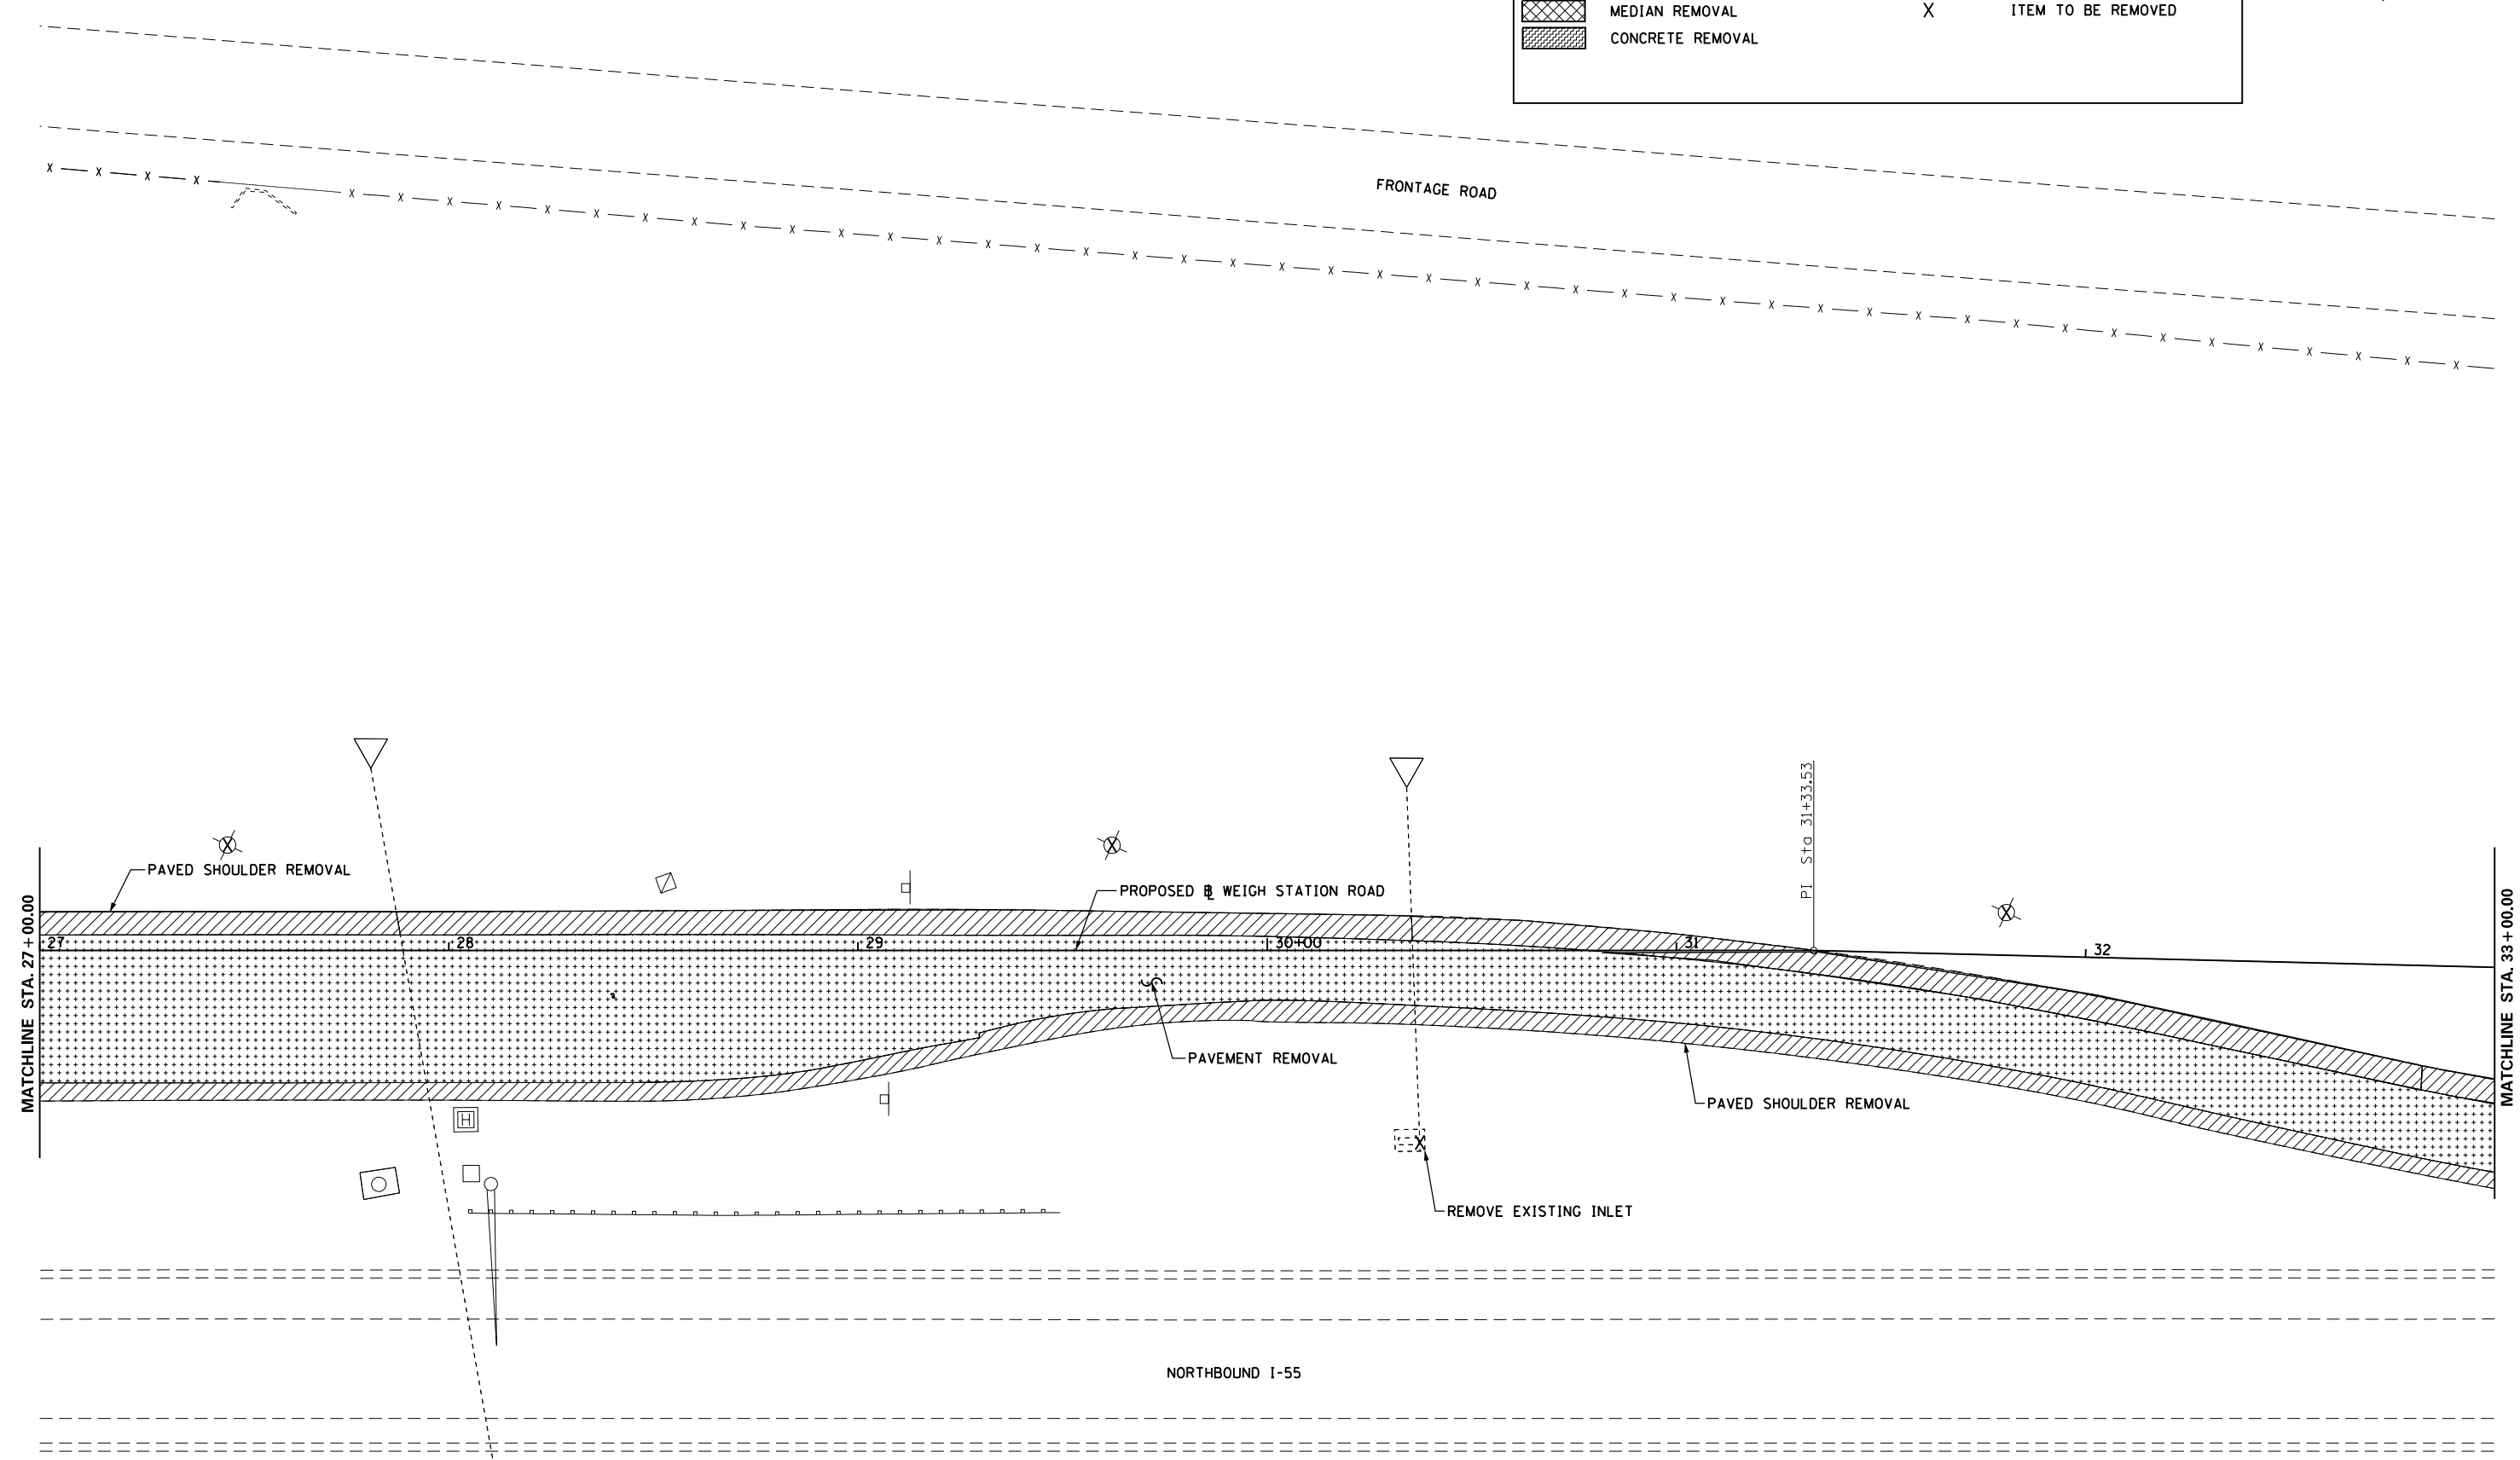 MEDIAN REMOVAL
X ITEM TO BE REMOVED
CONCRETE REMOVAL
FRONTAGE ROAD
PI Sta 31+33.53
PAVED SHOULDER REMOVAL
PROPOSED BL WEIGH STATION ROAD
MATCHLINE STA. 27+00.00
27
28
29
30+00
31
32
MATCHLINE STA. 33+00.00
PAVEMENT REMOVAL
PAVED SHOULDER REMOVAL
H
REMOVE EXISTING INLET
NORTHBOUND I-55